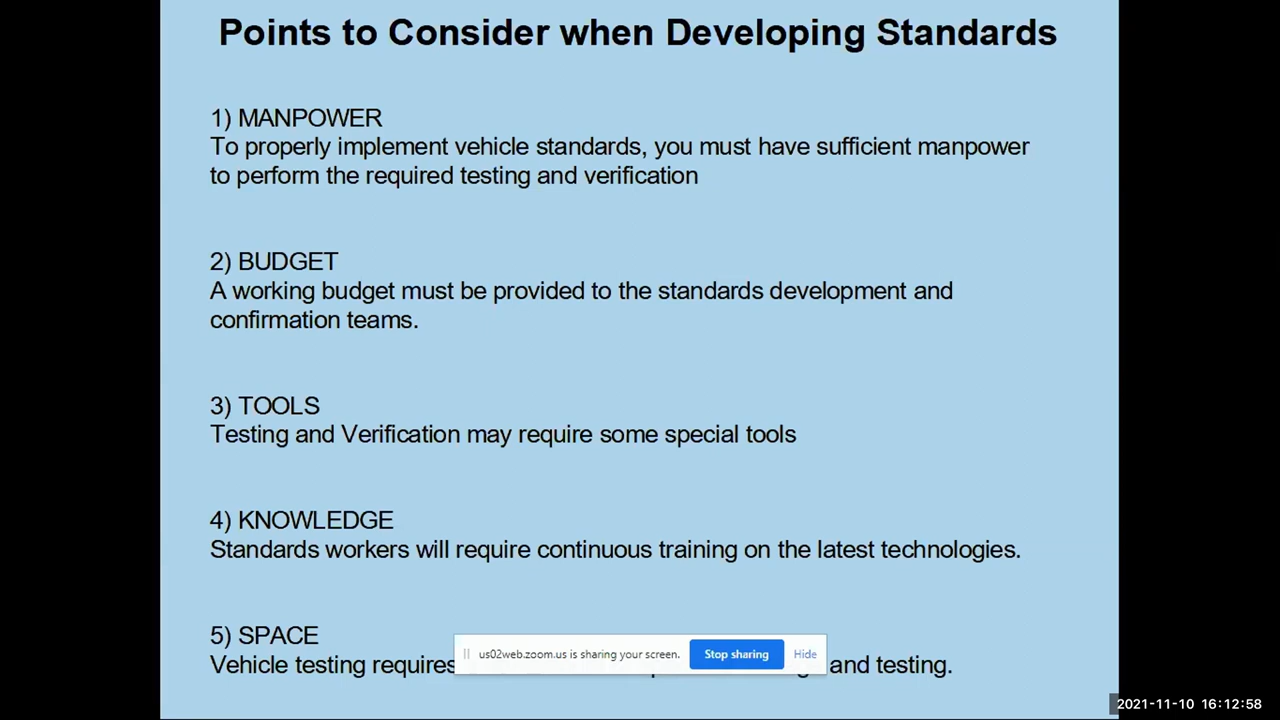 Points to Consider when Developing Standards
1) MANPOWER
To properly implement vehicle standards, you must have sufficient manpower
to perform the required testing and verification
2) BUDGET
A working budget must be provided to the standards development and
confirmation teams.
3) TOOLS
Testing and Verification may require some special tools
4) KNOWLEDGE
Standards workers will require continuous training on the latest technologies.
5) SPACE
Vehicle testing requires and testing.
us02web.zoom.us is sharing your screen. Stop sharing Hide
2021-11-10 16:12:58